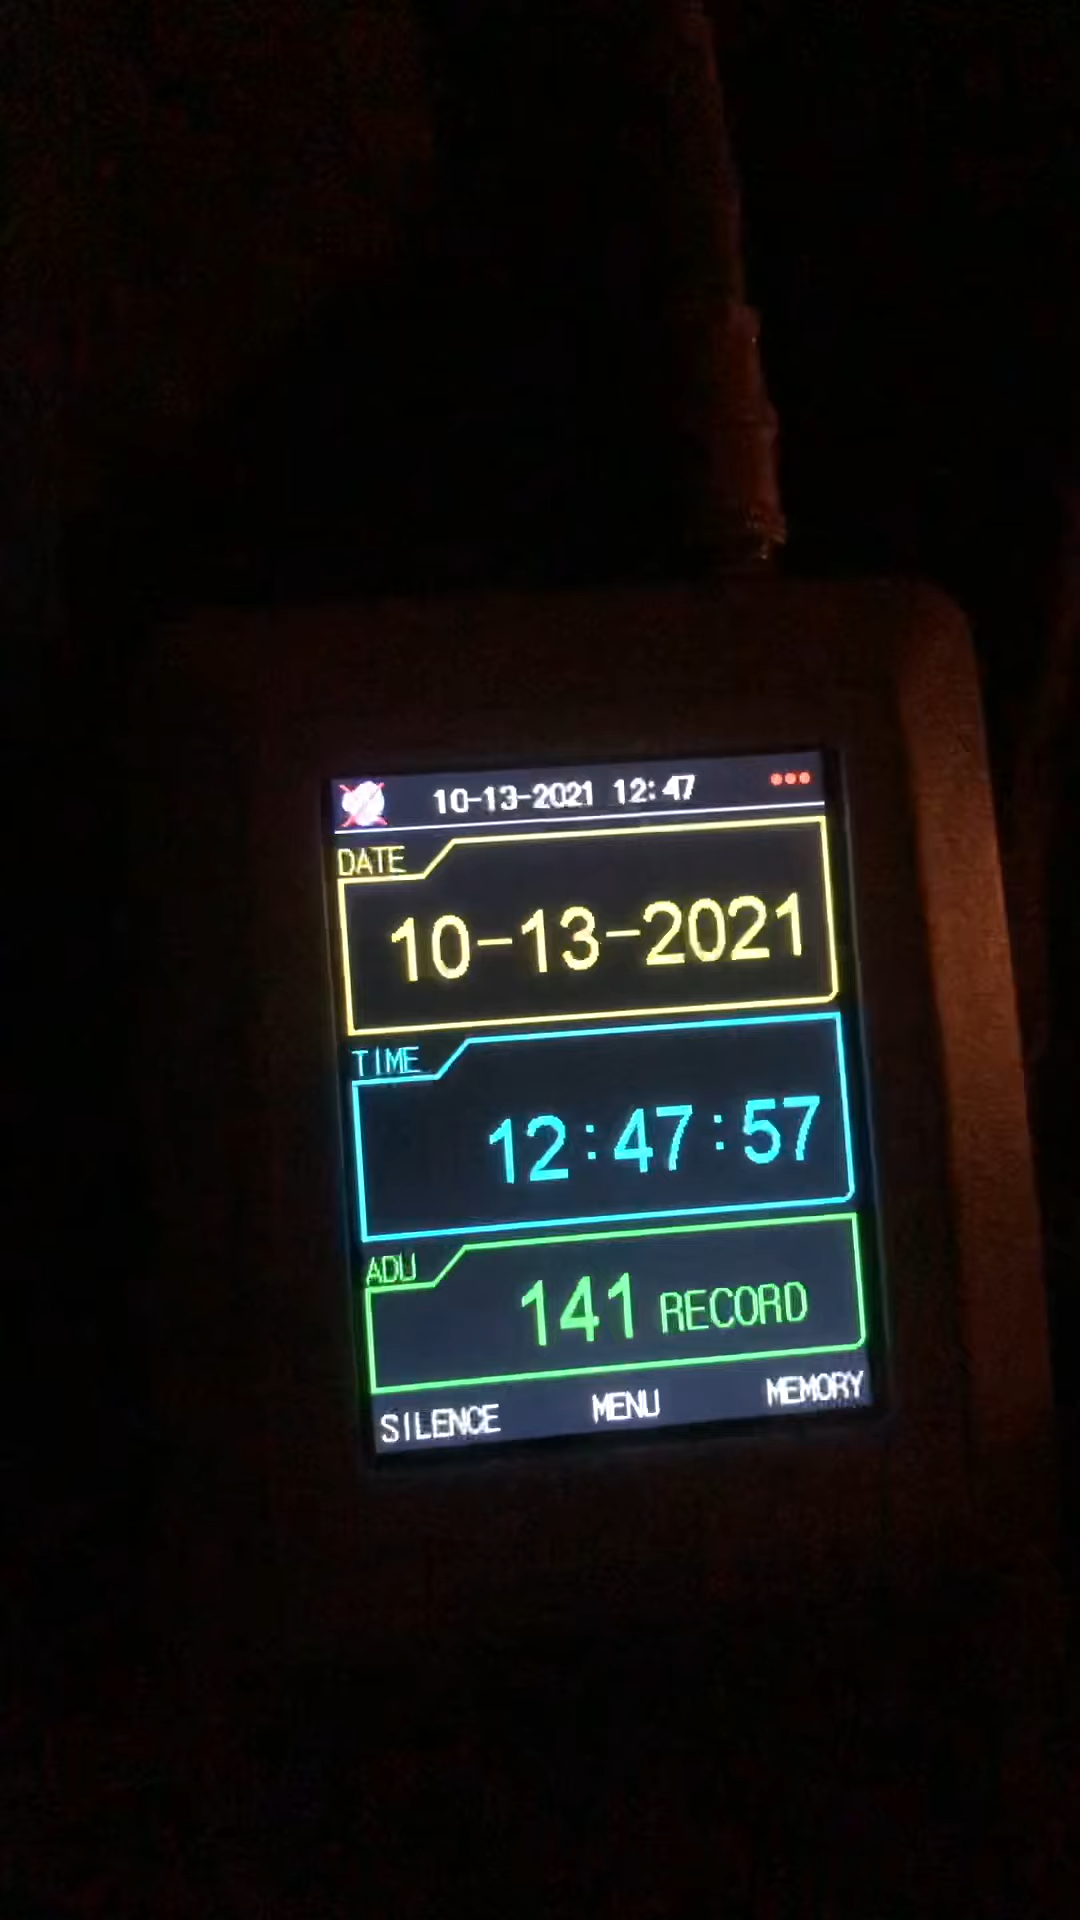 10-13-2021 12:47
DATE
10-13-2021
TIME
12:47:57
ADU
141 RECORD
SILENCE MENU MEMORY